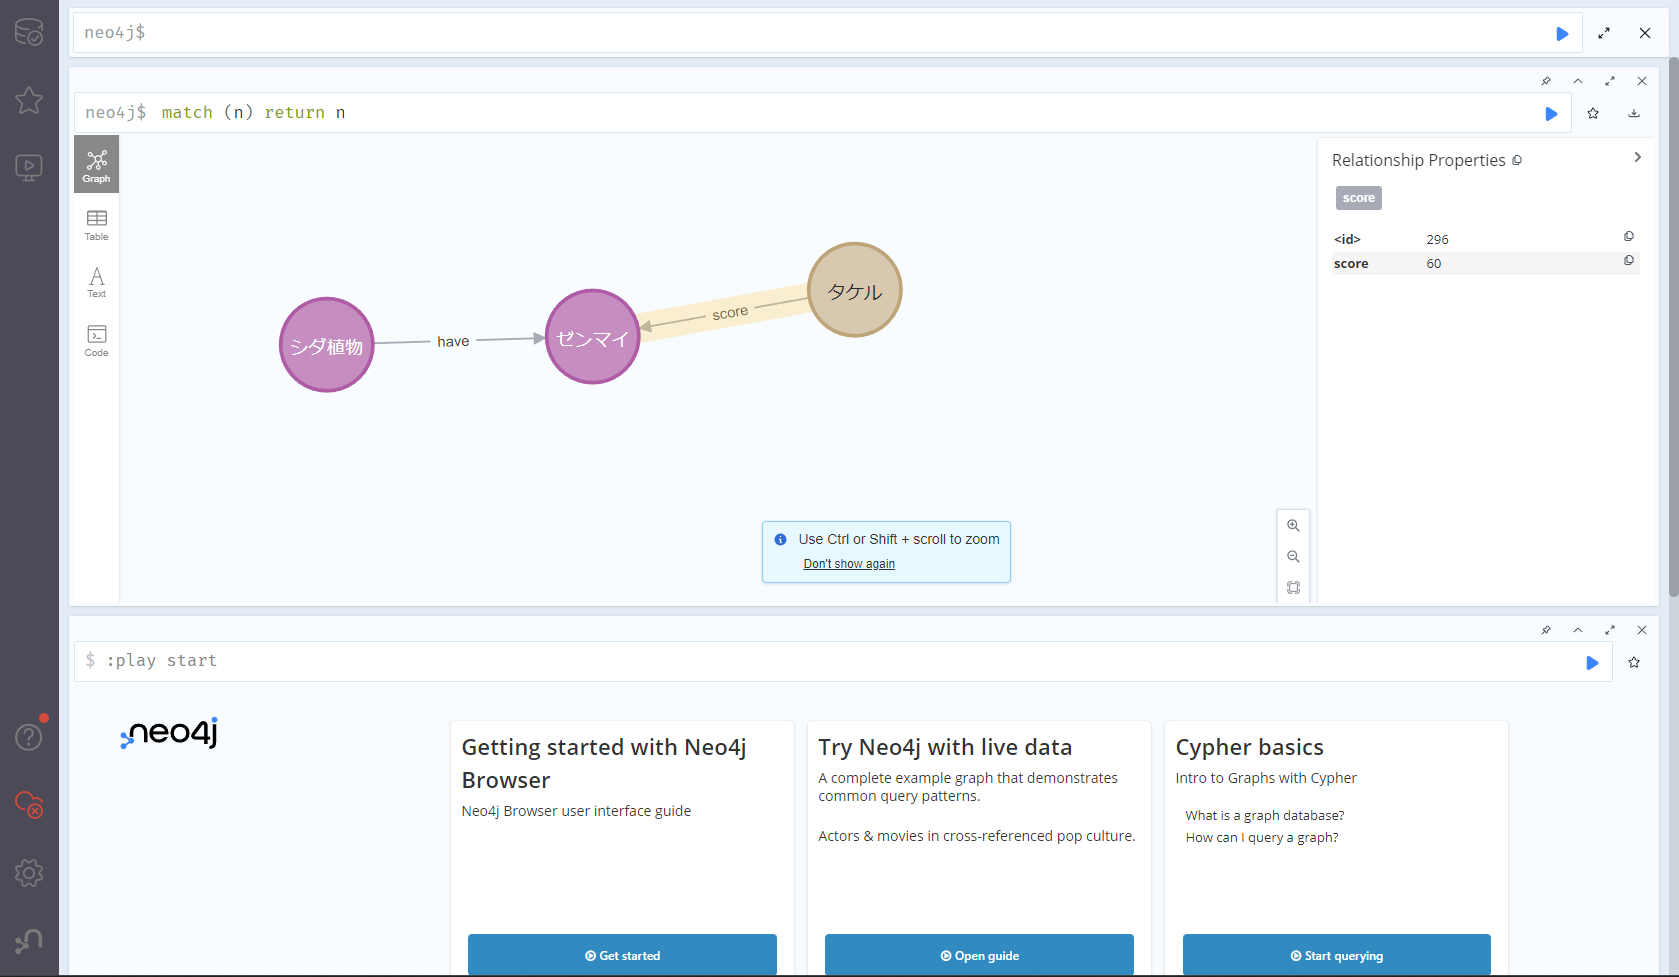 neo4j$
neo4j$ match (n) return n
Graph
Table
Text
Code
シダ植物
have
ゼンマイ
score
タケル
Relationship Properties
score
<id> 296
score 60
Use Ctrl or Shift + scroll to zoom
Don't show again
$ :play start
neo4j
Getting started with Neo4j
Browser
Neo4j Browser user interface guide
Get started
Try Neo4j with live data
A complete example graph that demonstrates
common query patterns.
Actors & movies in cross-referenced pop culture.
Open guide
Cypher basics
Intro to Graphs with Cypher
What is a graph database?
How can I query a graph?
Start querying